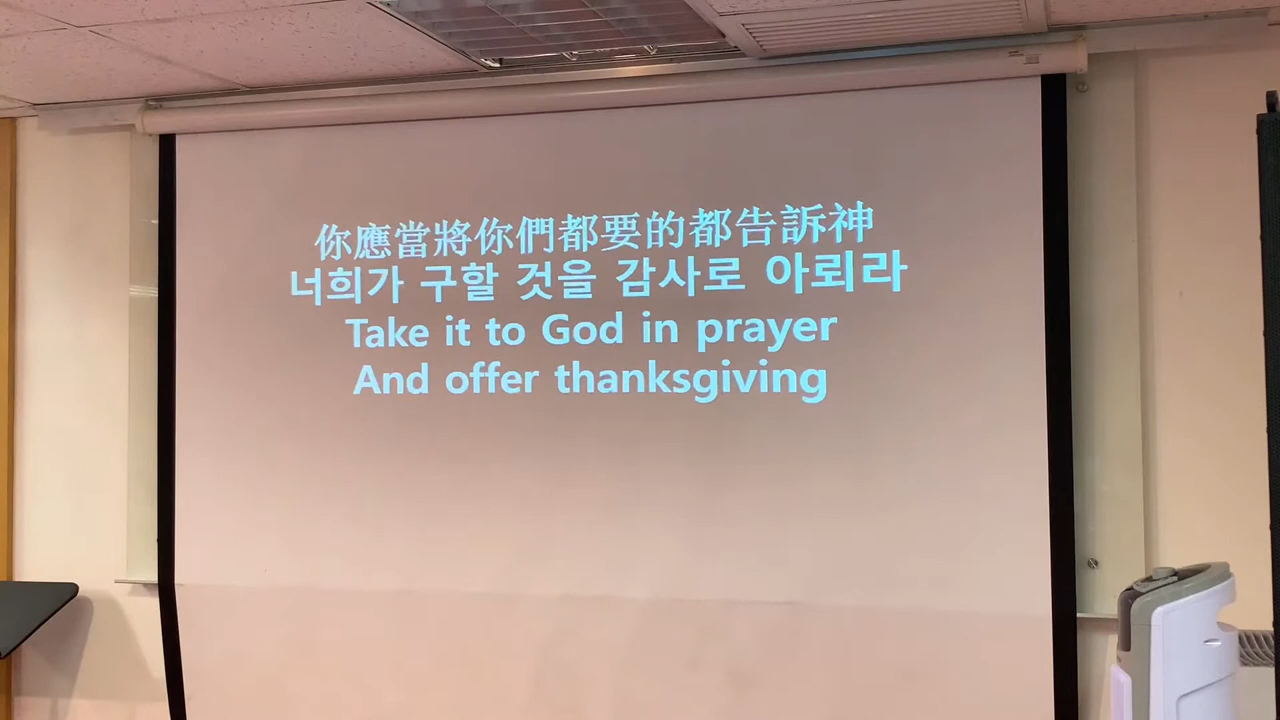 你應當將你們都要的都告訴神
너희가 구할 것을 감사로 아뢰라
Take it to God in prayer
And offer thanksgiving